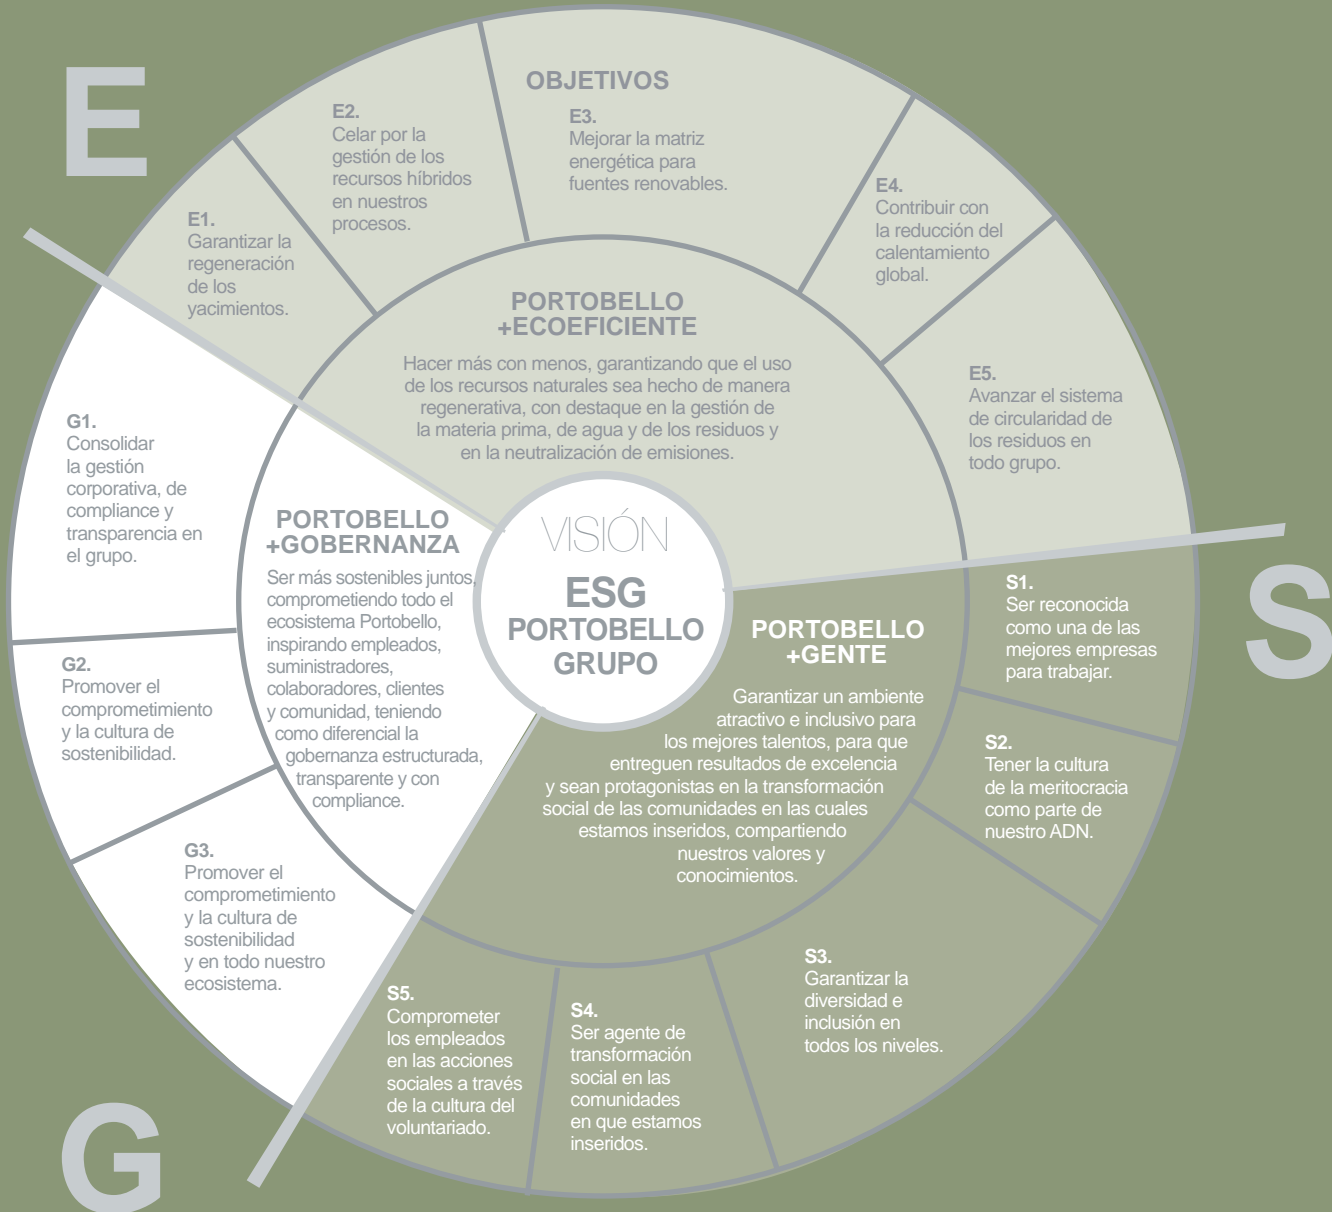 E
OBJETIVOS
E1.
Garantizar la
regeneración
de los
yacimientos.
E2.
Celar por la
gestión de los
recursos híbridos
en nuestros
procesos.
E3.
Mejorar la matriz
energética para
fuentes renovables.
E4.
Contribuir con
la reducción del
calentamiento
global.
E5.
Avanzar el sistema
de circularidad de
los residuos en
todo grupo.
PORTOBELLO
+ECOEFICIENTE
Hacer más con menos, garantizando que el uso
de los recursos naturales sea hecho de manera
regenerativa, con destaque en la gestión de
la materia prima, de agua y de los residuos y
en la neutralización de emisiones.
VISIÓN
ESG
PORTOBELLO
GRUPO
S
PORTOBELLO
+GENTE
Garantizar un ambiente
atractivo e inclusivo para
los mejores talentos, para que
entreguen resultados de excelencia
y sean protagonistas en la transformación
social de las comunidades en las cuales
estamos inseridos, compartiendo
nuestros valores y
conocimientos.
S1.
Ser reconocida
como una de las
mejores empresas
para trabajar.
S2.
Tener la cultura
de la meritocracia
como parte de
nuestro ADN.
S3.
Garantizar la
diversidad e
inclusión en
todos los niveles.
S4.
Ser agente de
transformación
social en las
comunidades
en que estamos
inseridos.
S5.
Comprometer
los empleados
en las acciones
sociales a través
de la cultura del
voluntariado.
G
PORTOBELLO
+GOBERNANZA
Ser más sostenibles juntos,
comprometiendo todo el
ecosistema Portobello,
inspirando empleados,
suministradores,
colaboradores, clientes
y comunidad, teniendo
como diferencial la
gobernanza estructurada,
transparente y con
compliance.
G1.
Consolidar
la gestión
corporativa, de
compliance y
transparencia en
el grupo.
G2.
Promover el
comprometimiento
y la cultura de
sostenibilidad.
G3.
Promover el
comprometimiento
y la cultura de
sostenibilidad
y en todo nuestro
ecosistema.